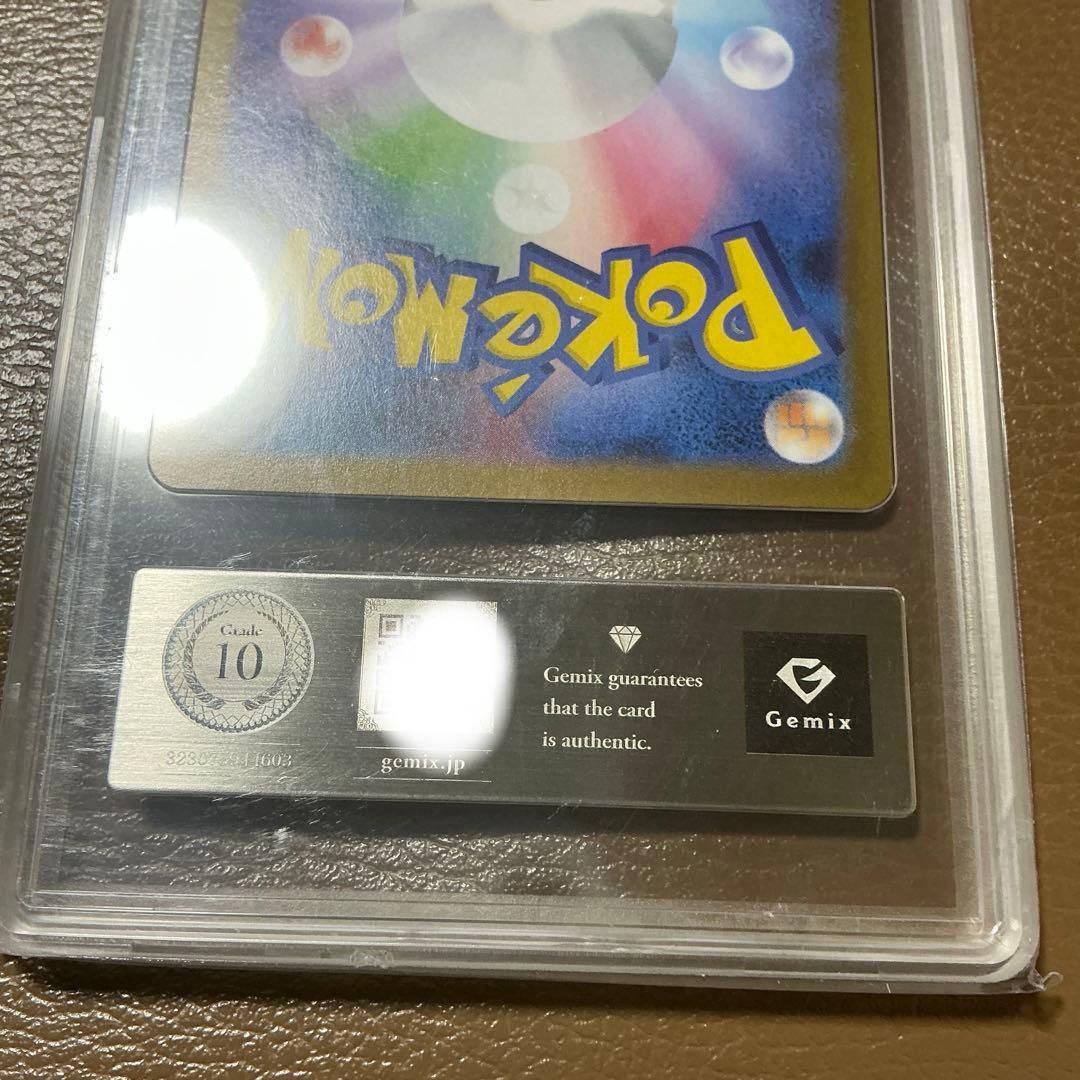 Pokémon
Grade
10
gemix.jp
Gemix guarantees
that the card
is authentic.
Gemix